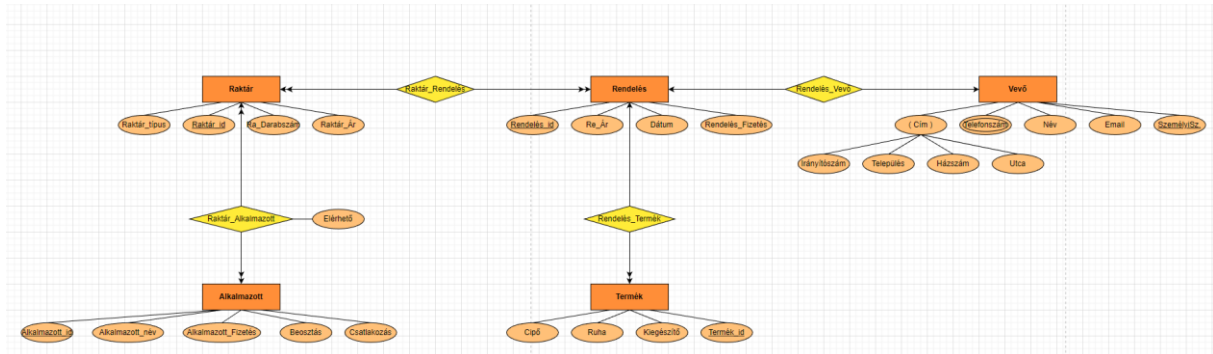 Raktár
Raktár_Rendelés
Rendelés
Rendelés_Vevő
Vevő
Raktár_típus
Raktár_id
Ra_Darabszám
Raktár_Ár
Rendelés_id
Re_Ár
Dátum
Rendelés_Fizetés
( Cím )
Telefonszám
Név
Email
SzemélyiSz.
Irányítószám
Település
Házszám
Utca
Raktár_Alkalmazott
Elérhető
Rendelés_Termék
Alkalmazott
Termék
Alkalmazott_id
Alkalmazott_név
Alkalmazott_Fizetés
Beosztás
Csatlakozás
Cipő
Ruha
Kiegészítő
Termék_id